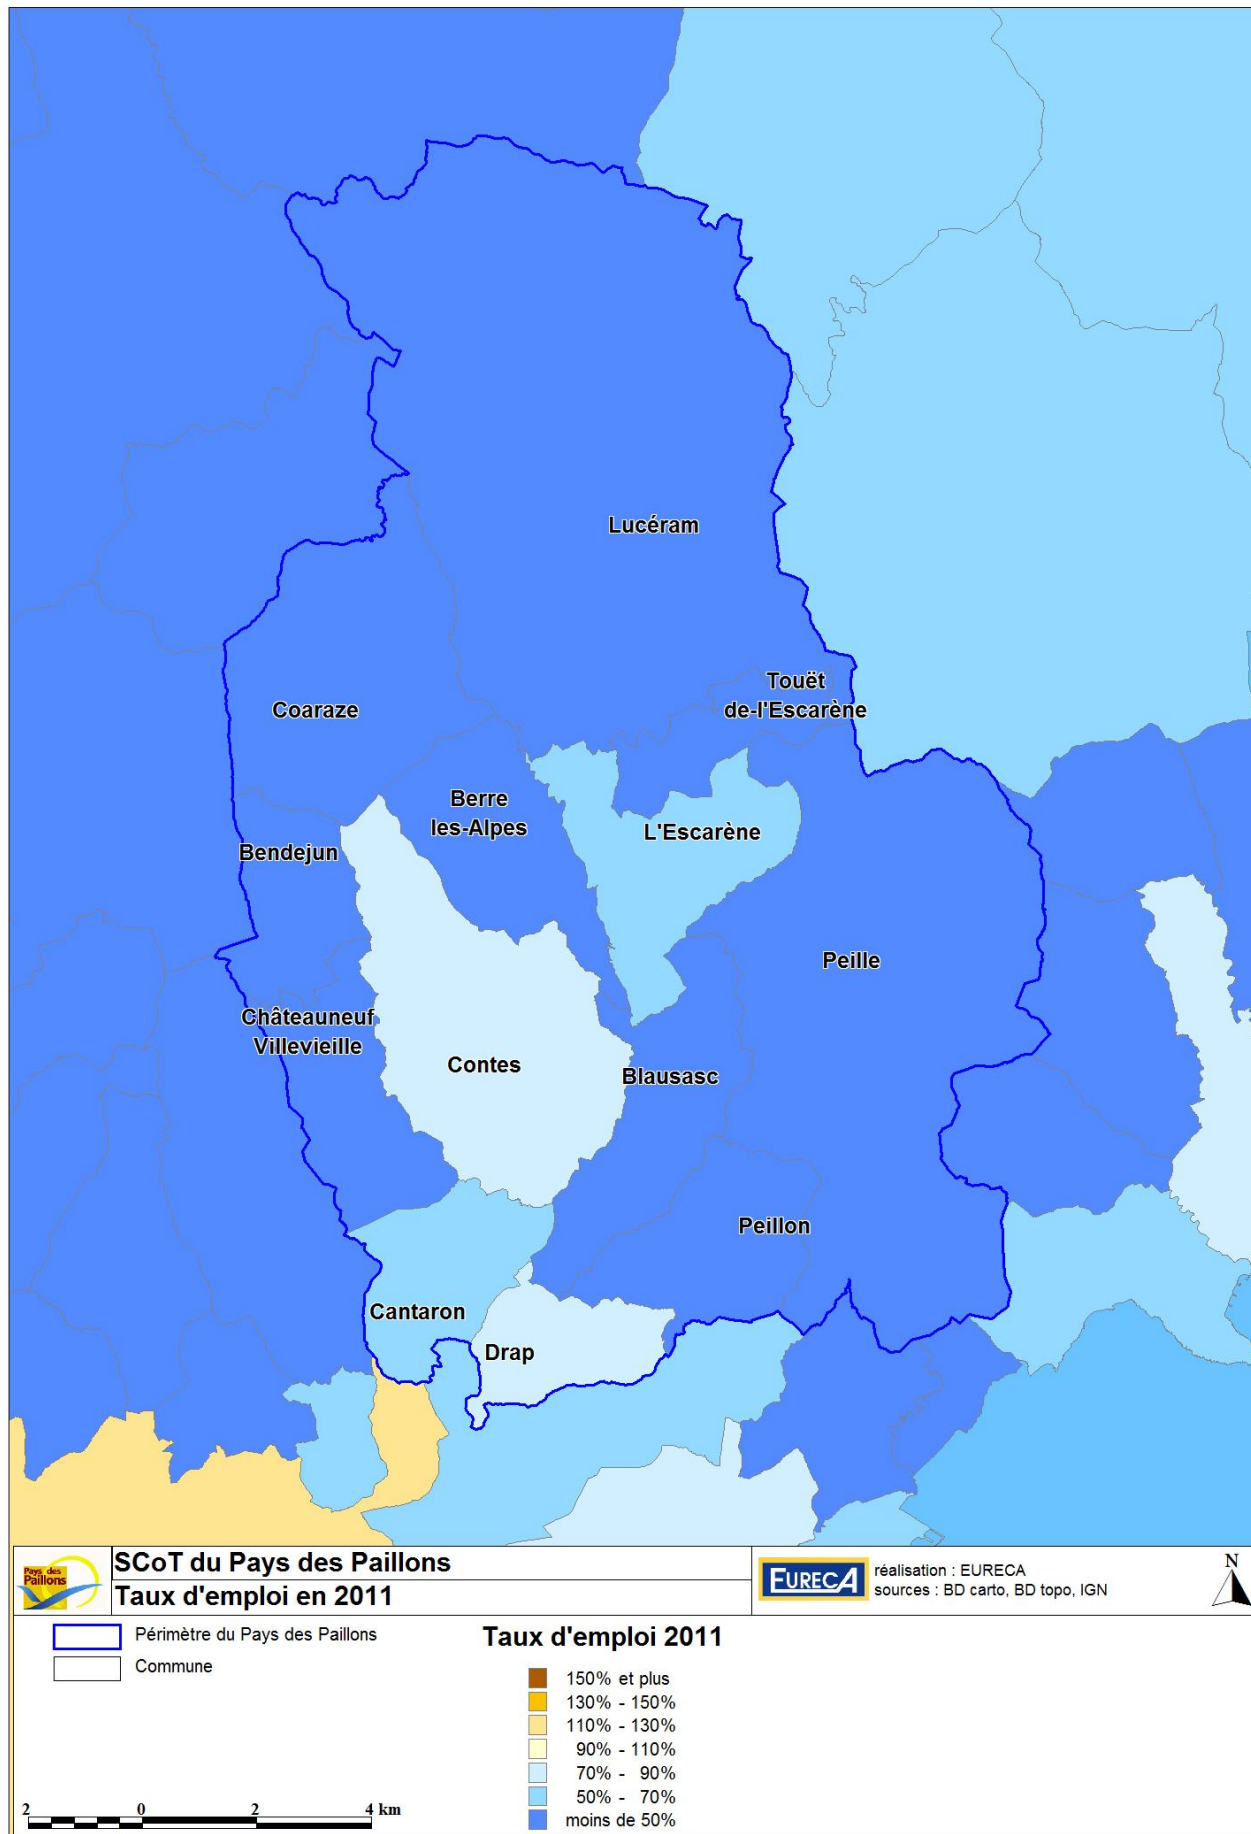 Lucéram
Touët
de-l'Escarène
Coaraze
Berre
les-Alpes
L'Escarène
Bendejun
Peille
Châteauneuf
Villevieille
Contes
Blausasc
Peillon
Cantaron
Drap
Pays des
Paillons
SCoT du Pays des Paillons
Taux d'emploi en 2011
EURECA
réalisation : EURECA
sources : BD carto, BD topo, IGN
N
Périmètre du Pays des Paillons
Commune
Taux d'emploi 2011
150% et plus
130% - 150%
110% - 130%
90% - 110%
70% - 90%
50% - 70%
moins de 50%
2 0 2 4 km